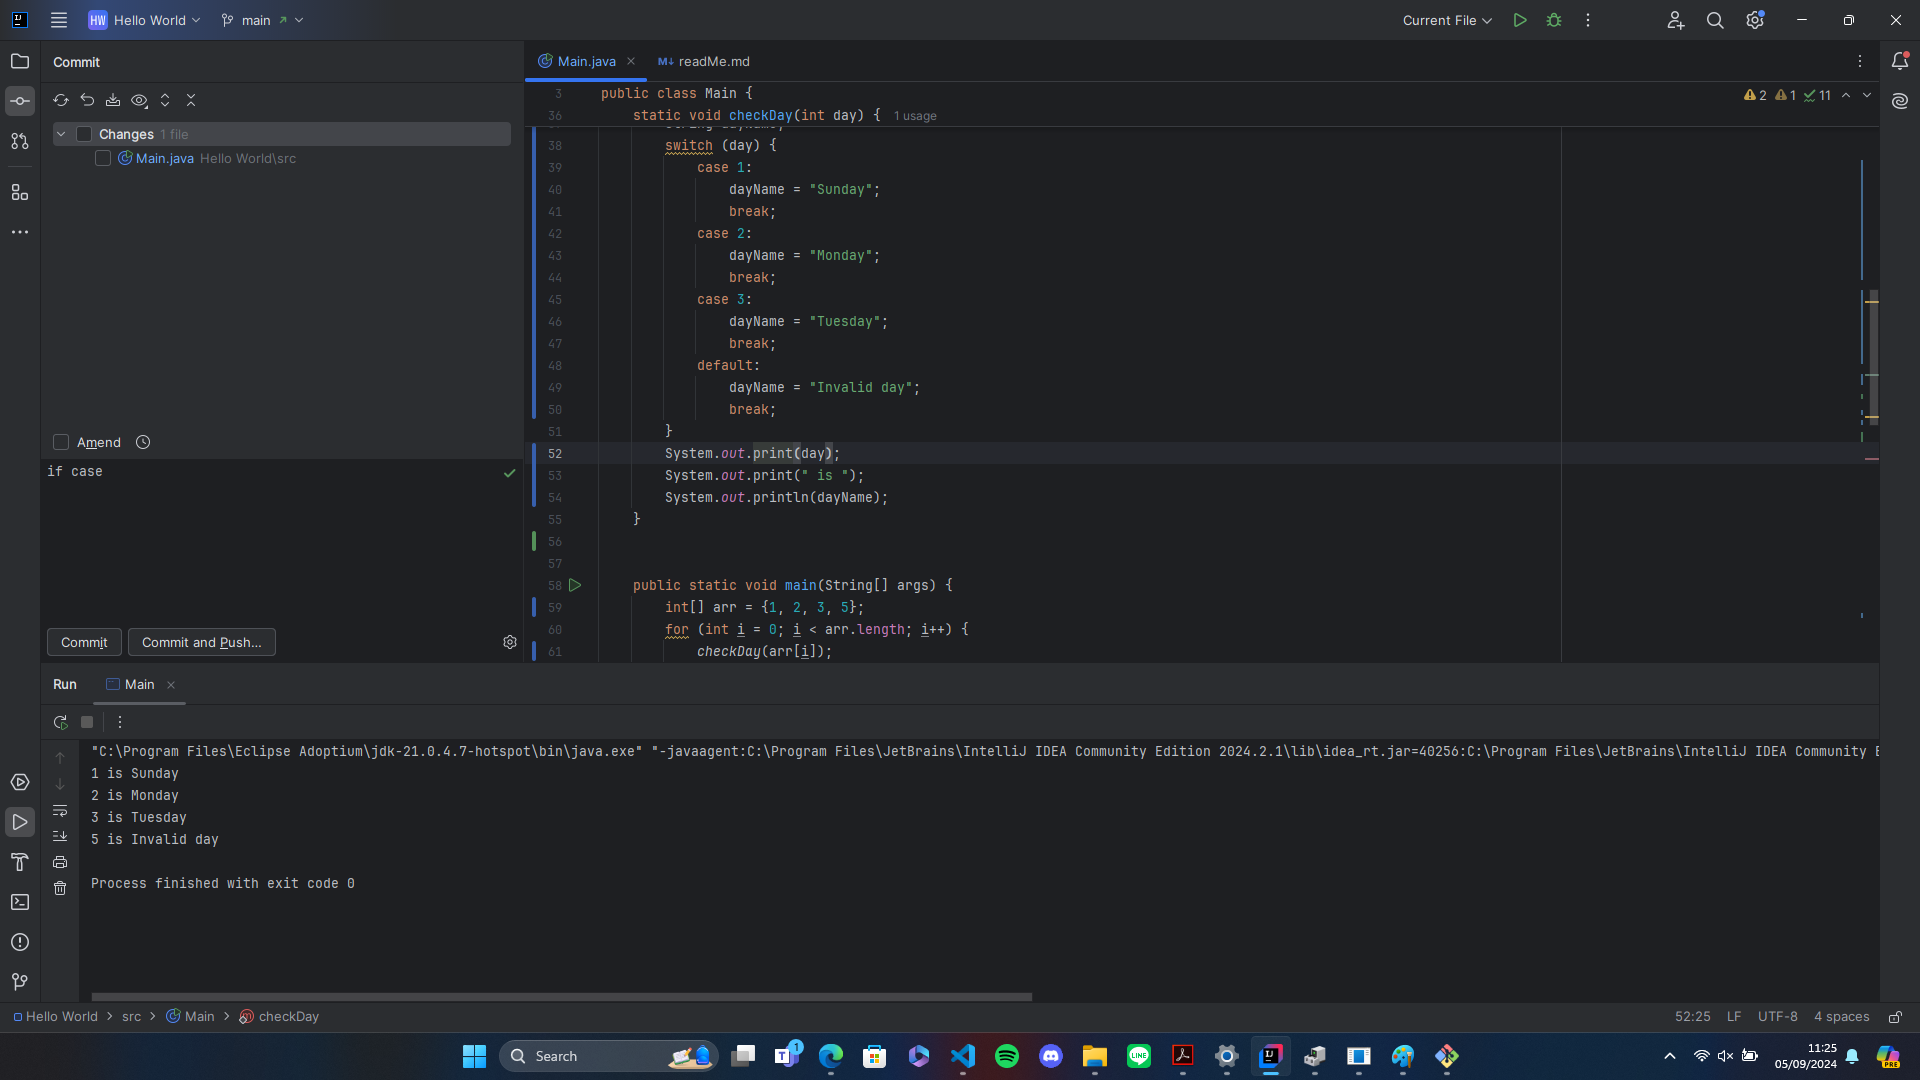 HW Hello World main Current File
Commit
Changes 1 file
Main.java Hello World\src
Amend
if case
Commit Commit and Push...
Main.java readMe.md
2 1 11
3 public class Main {
36 static void checkDay(int day) { 1 usage
38 switch (day) {
39 case 1:
40 dayName = "Sunday";
41 break;
42 case 2:
43 dayName = "Monday";
44 break;
45 case 3:
46 dayName = "Tuesday";
47 break;
48 default:
49 dayName = "Invalid day";
50 break;
51 }
52 System.out.print(day);
53 System.out.print(" is ");
54 System.out.println(dayName);
55 }
56
57
58 public static void main(String[] args) {
59 int[] arr = {1, 2, 3, 5};
60 for (int i = 0; i < arr.length; i++) {
61 checkDay(arr[i]);
Run Main
"C:\Program Files\Eclipse Adoptium\jdk-21.0.4.7-hotspot\bin\java.exe" "-javaagent:C:\Program Files\JetBrains\IntelliJ IDEA Community Edition 2024.2.1\lib\idea_rt.jar=40256:C:\Program Files\JetBrains\IntelliJ IDEA Community E
1 is Sunday
2 is Monday
3 is Tuesday
5 is Invalid day
Process finished with exit code 0
Hello World > src > Main > checkDay 52:25 LF UTF-8 4 spaces
Search 1 LINE 11:25
05/09/2024
PRE